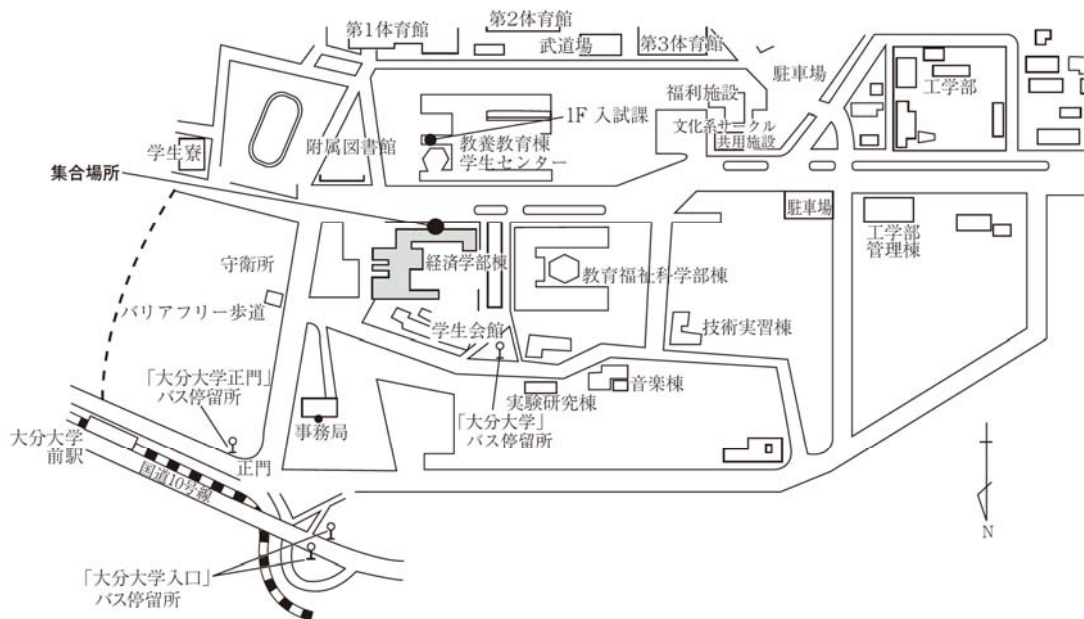 第1体育館
第2体育館
武道場
第3体育館
駐車場
工学部
福利施設
1F 入試課
文化系サークル
共用施設
学生寮
附属図書館
教養教育棟
学生センター
集合場所
駐車場
工学部
管理棟
守衛所
経済学部棟
教育福祉科学部棟
バリアフリー歩道
学生会館
技術実習棟
「大分大学正門」
バス停留所
音楽棟
実験研究棟
「大分大学」
バス停留所
事務局
大分大学
前駅
正門
国道10号線
N
「大分大学入口」
バス停留所